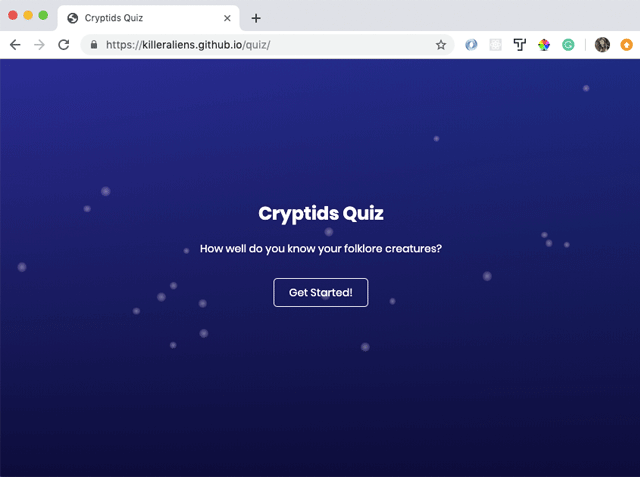 Cryptids Quiz
https://killeraliens.github.io/quiz/
Cryptids Quiz
How well do you know your folklore creatures?
Get Started!